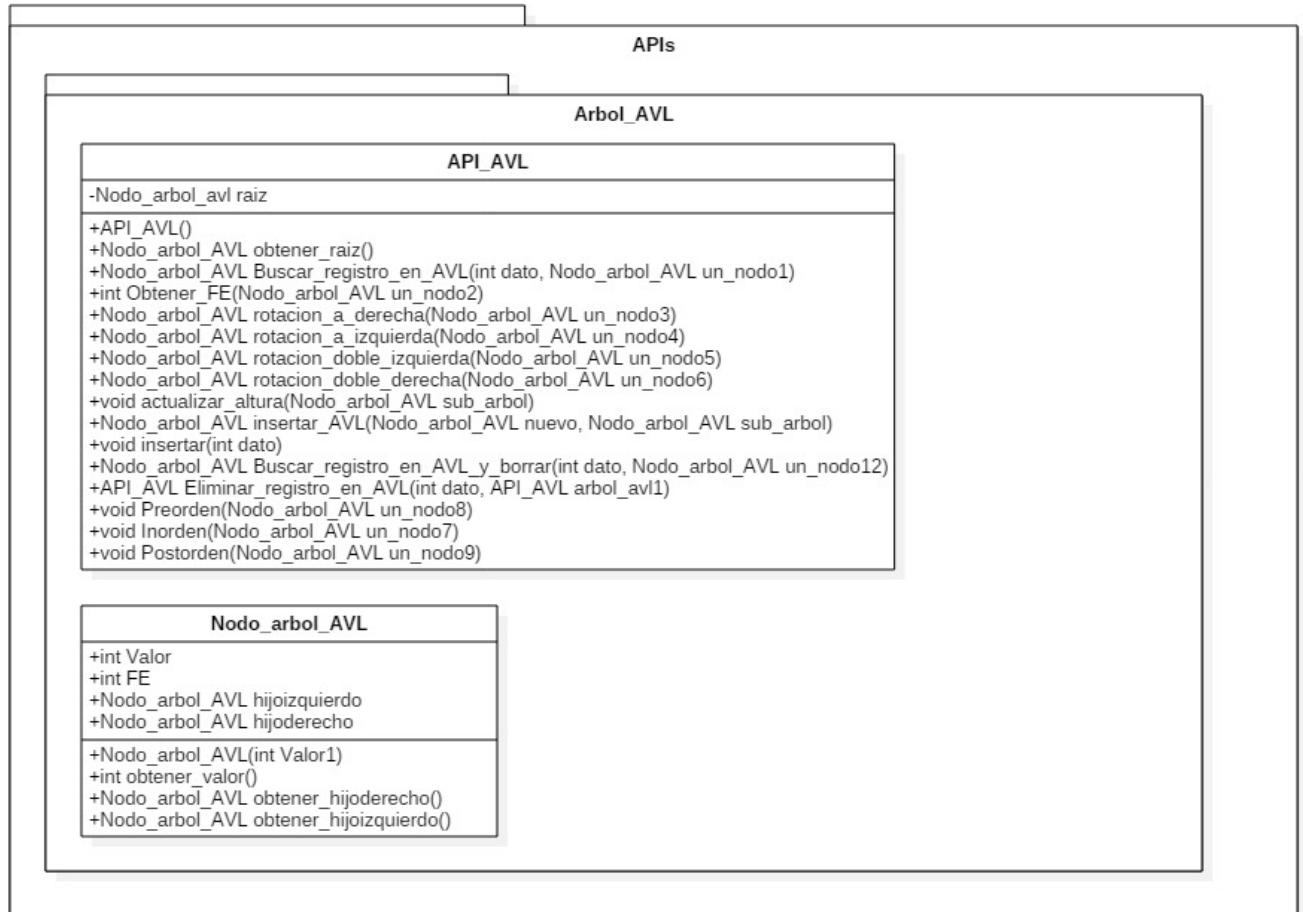 APIs
Arbol_AVL
API_AVL
-Nodo_arbol_avl raiz
+API_AVL()
+Nodo_arbol_AVL obtener_raiz()
+Nodo_arbol_AVL Buscar_registro_en_AVL(int dato, Nodo_arbol_AVL un_nodo1)
+int Obtener_FE(Nodo_arbol_AVL un_nodo2)
+Nodo_arbol_AVL rotacion_a_derecha(Nodo_arbol_AVL un_nodo3)
+Nodo_arbol_AVL rotacion_a_izquierda(Nodo_arbol_AVL un_nodo4)
+Nodo_arbol_AVL rotacion_doble_izquierda(Nodo_arbol_AVL un_nodo5)
+Nodo_arbol_AVL rotacion_doble_derecha(Nodo_arbol_AVL un_nodo6)
+void actualizar_altura(Nodo_arbol_AVL sub_arbol)
+Nodo_arbol_AVL insertar_AVL(Nodo_arbol_AVL nuevo, Nodo_arbol_AVL sub_arbol)
+void insertar(int dato)
+Nodo_arbol_AVL Buscar_registro_en_AVL_y_borrar(int dato, Nodo_arbol_AVL un_nodo12)
+API_AVL Eliminar_registro_en_AVL(int dato, API_AVL arbol_avl1)
+void Preorden(Nodo_arbol_AVL un_nodo8)
+void Inorden(Nodo_arbol_AVL un_nodo7)
+void Postorden(Nodo_arbol_AVL un_nodo9)
Nodo_arbol_AVL
+int Valor
+int FE
+Nodo_arbol_AVL hijoizquierdo
+Nodo_arbol_AVL hijoderecho
+Nodo_arbol_AVL(int Valor1)
+int obtener_valor()
+Nodo_arbol_AVL obtener_hijoderecho()
+Nodo_arbol_AVL obtener_hijoizquierdo()